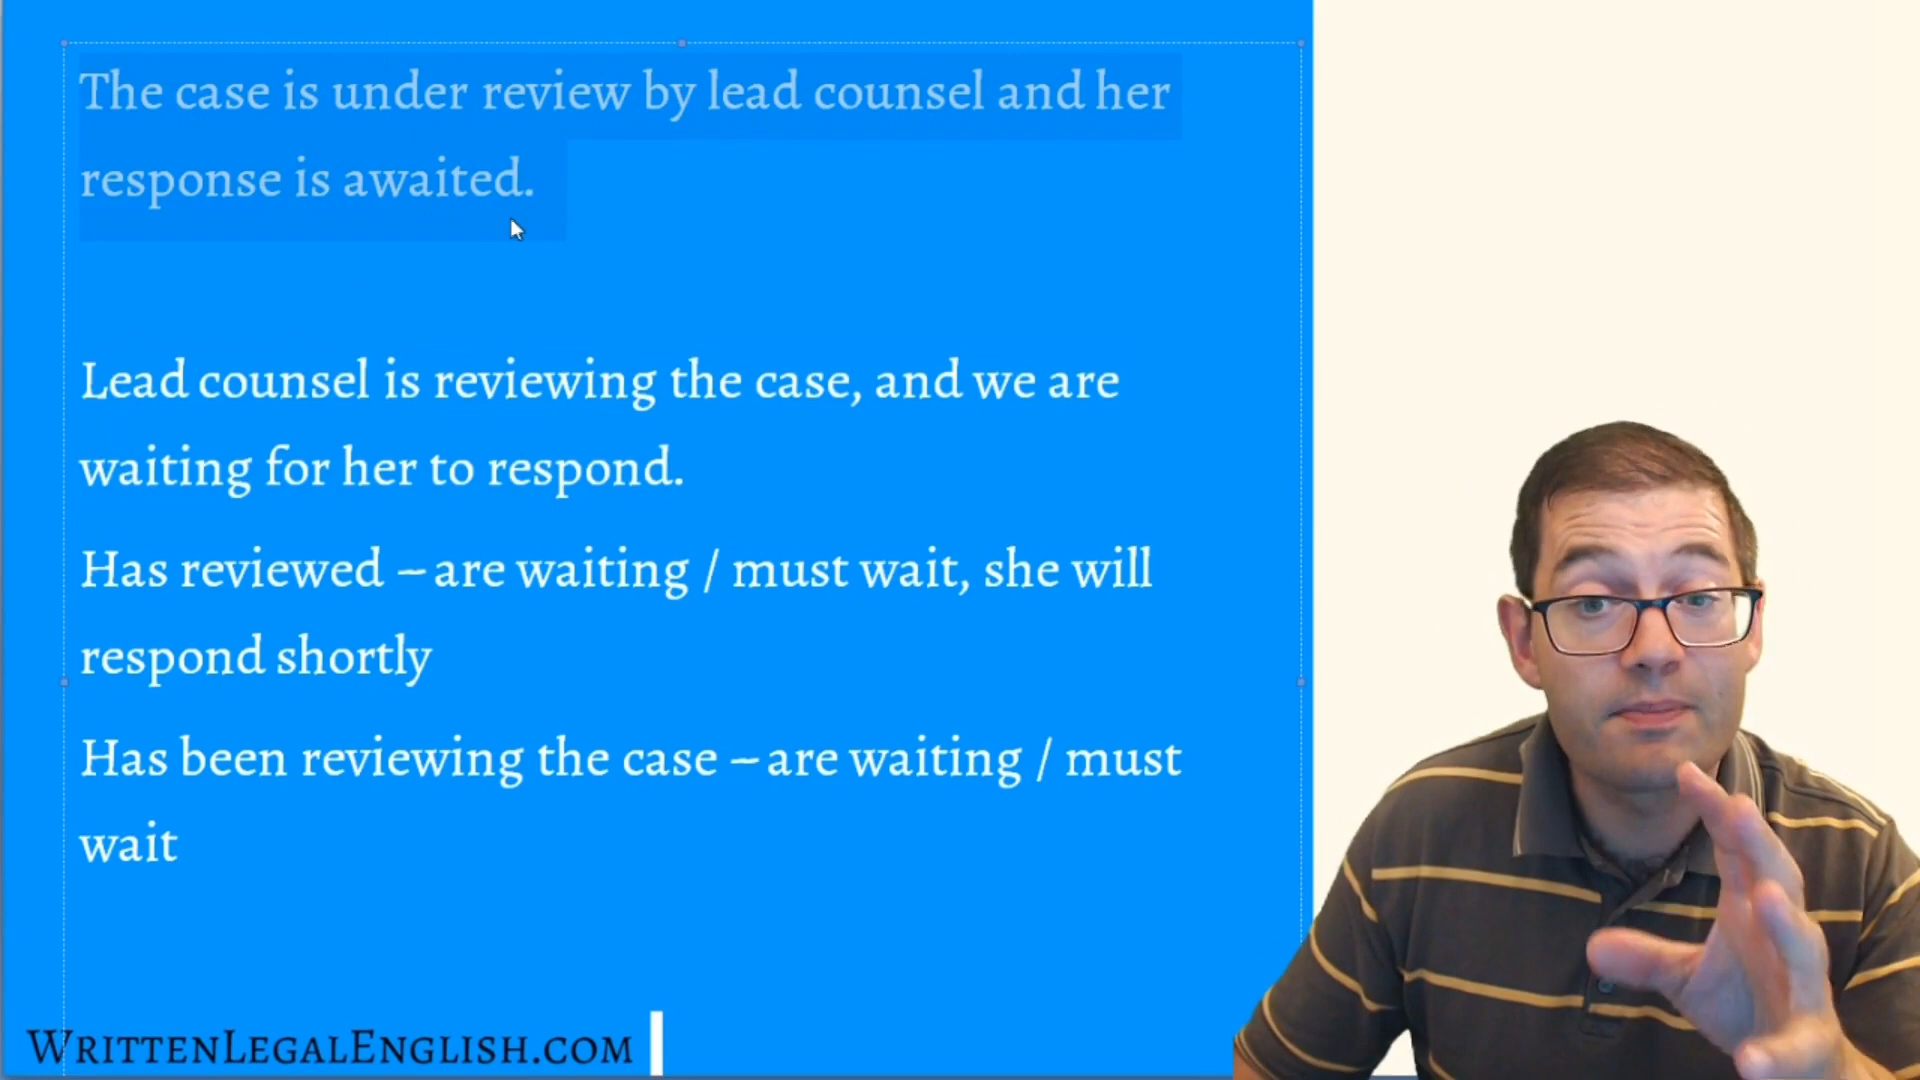 The case is under review by lead counsel and her
response is awaited.
Lead counsel is reviewing the case, and we are
waiting for her to respond.
Has reviewed – are waiting / must wait, she will
respond shortly
Has been reviewing the case – are waiting / must
wait
WrittenLegalEnglish.com